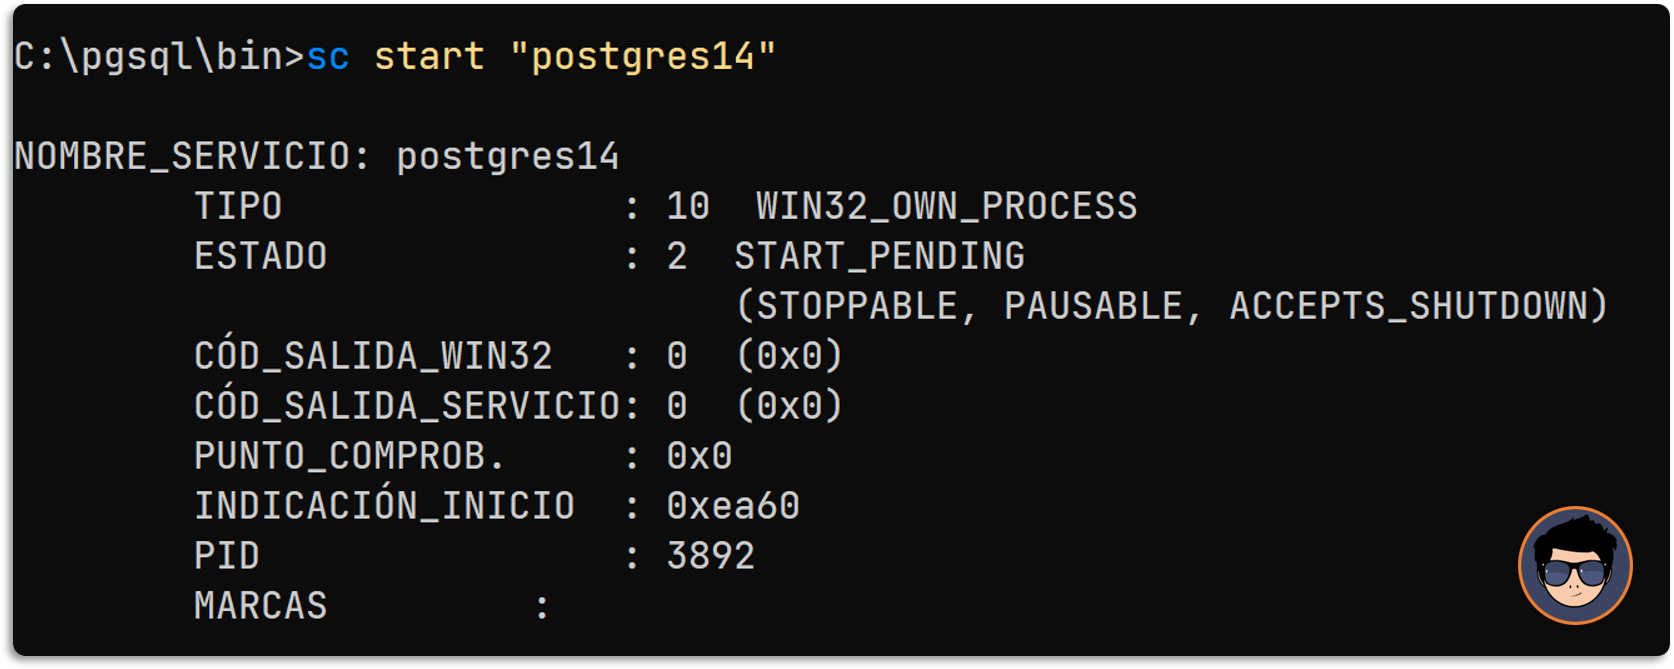 C:\pgsql\bin>sc start "postgres14"
NOMBRE_SERVICIO: postgres14
TIPO : 10 WIN32_OWN_PROCESS
ESTADO : 2 START_PENDING
(STOPPABLE, PAUSABLE, ACCEPTS_SHUTDOWN)
CÓD_SALIDA_WIN32 : 0 (0x0)
CÓD_SALIDA_SERVICIO: 0 (0x0)
PUNTO_COMPROB. : 0x0
INDICACIÓN_INICIO : 0xea60
PID : 3892
MARCAS :